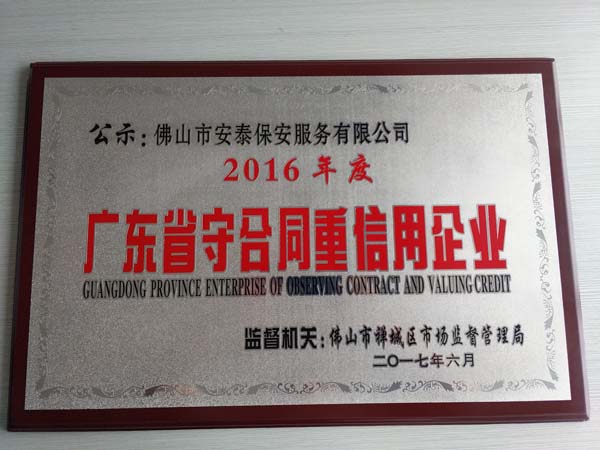 公示：佛山市安泰保安服务有限公司
2016年度
广东省守合同重信用企业
GUANGDONG PROVINCE ENTERPRISE OF OBSERVING CONTRACT AND VALUING CREDIT
监督机关：佛山市禅城区市场监督管理局
二〇一七年六月